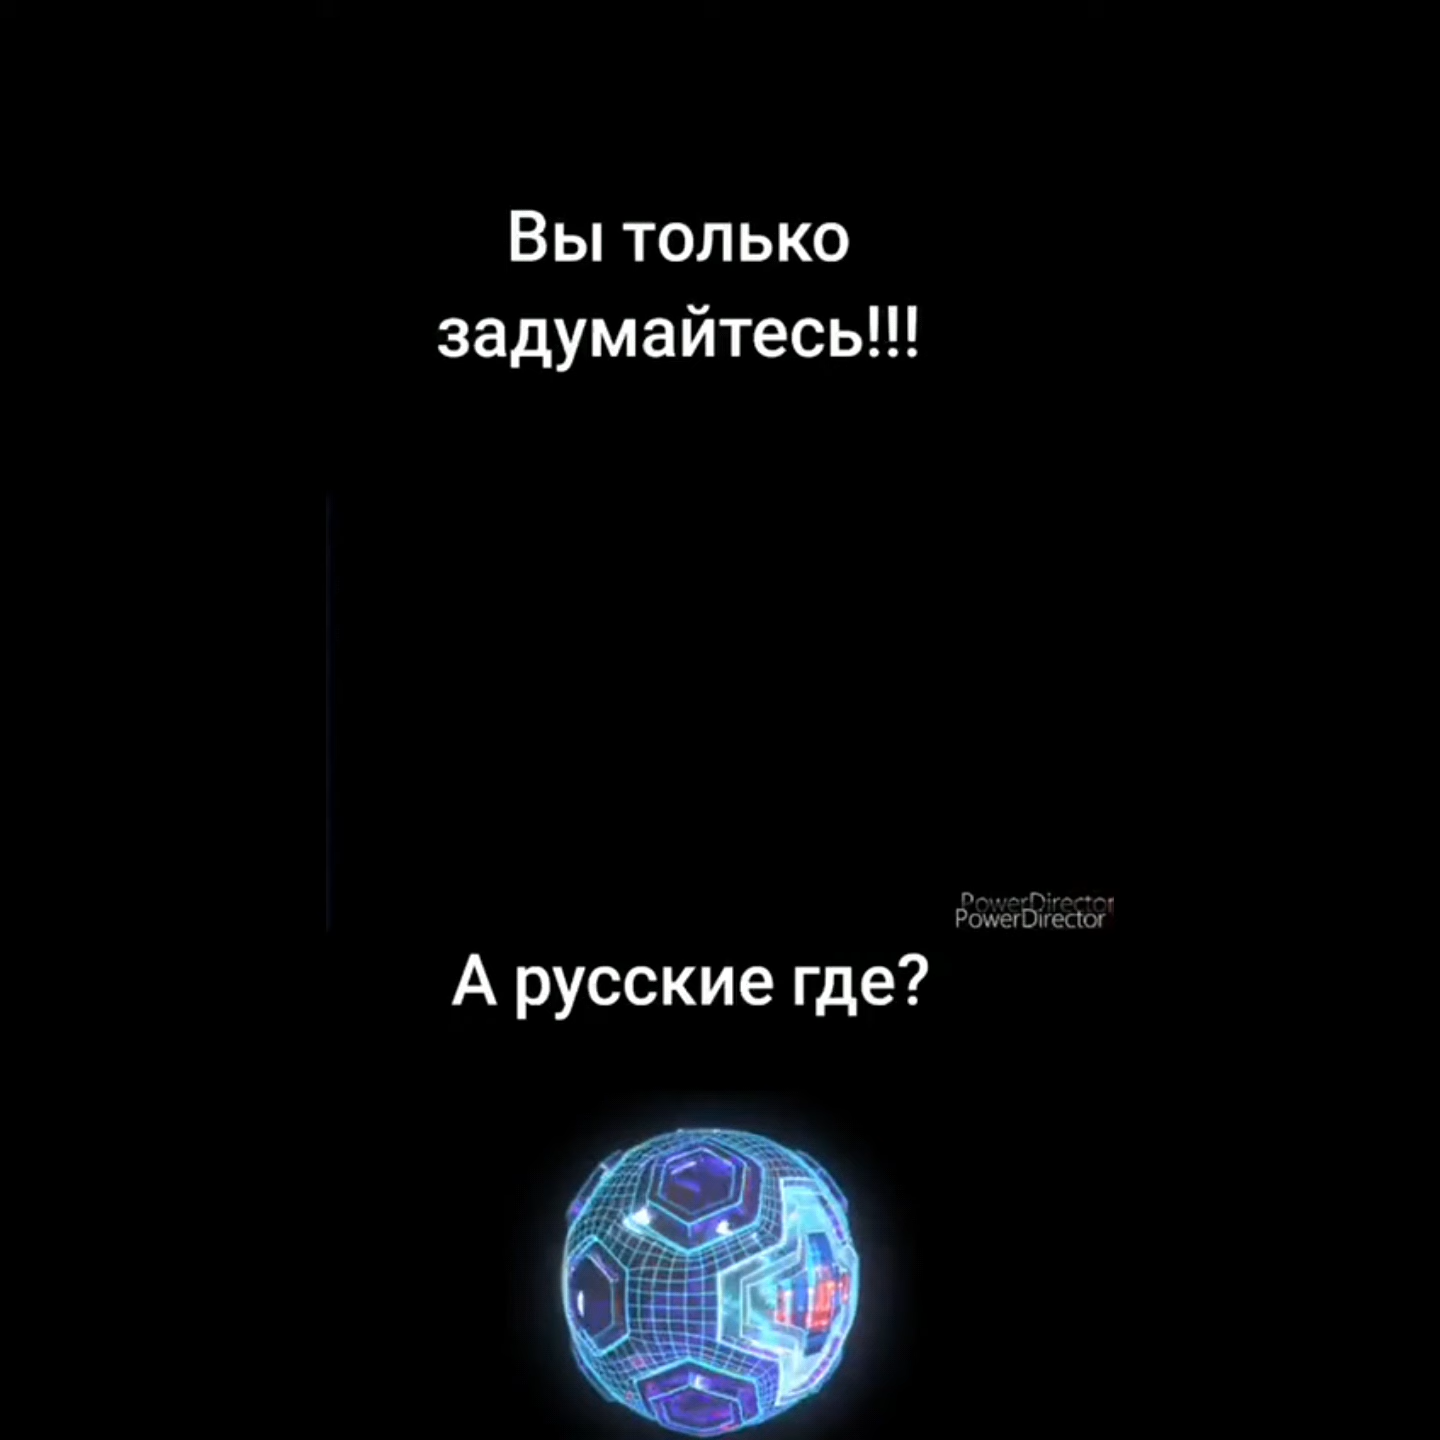 Вы только
задумайтесь!!!
PowerDirector
PowerDirector
А русские где?